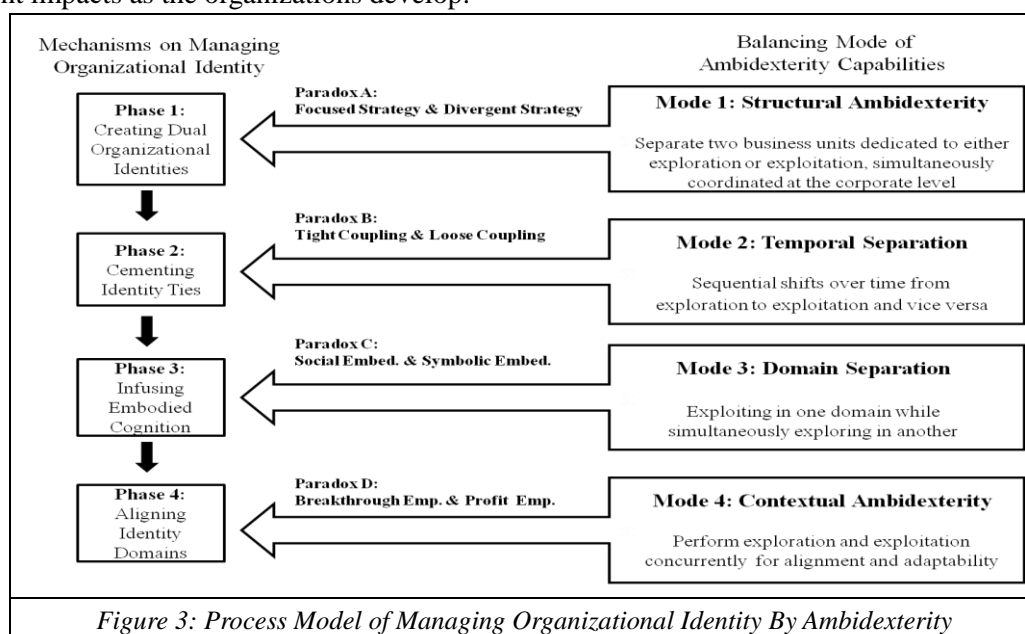 nt impacts as the organizations develop.
Mechanisms on Managing
Organizational Identity
Balancing Mode of
Ambidexterity Capabilities
Phase 1:
Creating Dual
Organizational
Identities
Paradox A:
Focused Strategy & Divergent Strategy
Mode 1: Structural Ambidexterity
Separate two business units dedicated to either
exploration or exploitation, simultaneously
coordinated at the corporate level
Phase 2:
Cementing
Identity Ties
Paradox B:
Tight Coupling & Loose Coupling
Mode 2: Temporal Separation
Sequential shifts over time from
exploration to exploitation and vice versa
Phase 3:
Infusing
Embodied
Cognition
Paradox C:
Social Embed. & Symbolic Embed.
Mode 3: Domain Separation
Exploiting in one domain while
simultaneously exploring in another
Phase 4:
Aligning
Identity
Domains
Paradox D:
Breakthrough Emp. & Profit Emp.
Mode 4: Contextual Ambidexterity
Perform exploration and exploitation
concurrently for alignment and adaptability
Figure 3: Process Model of Managing Organizational Identity By Ambidexterity